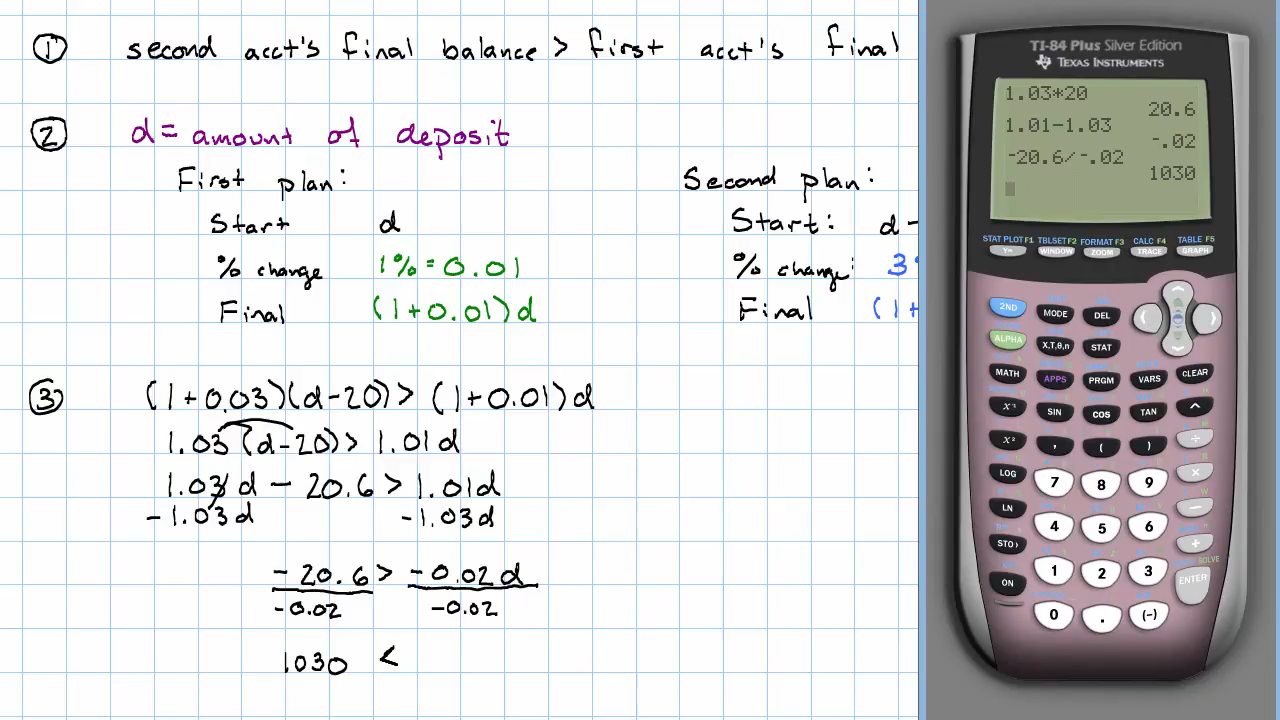 ① second acct's final balance > first acct's final
② d = amount of deposit
First plan:
Start d
% change 1% = 0.01
Final (1+0.01)d
Second plan:
Start: d -
% change: 3%
Final (1+
③ (1+0.03)(d-20) > (1+0.01)d
1.03(d-20) > 1.01d
1.03d - 20.6 > 1.01d
-1.03d -1.03d
-20.6 > -0.02d
-0.02 -0.02
1030 <
TI-84 Plus Silver Edition
TEXAS INSTRUMENTS
1.03*20
20.6
1.01-1.03
-.02
-20.6/-.02
1030
STAT PLOT F1 TBLSET F2 FORMAT F3 CALC F4 TABLE F5
Y= WINDOW ZOOM TRACE GRAPH
2ND MODE DEL
ALPHA X,T,θ,n STAT
MATH APPS PRGM VARS CLEAR
x⁻¹ SIN COS TAN ^
x² , ( ) ÷
LOG 7 8 9 ×
LN 4 5 6 −
STO› 1 2 3 +
SOLVE
ON 0 . (-) ENTER